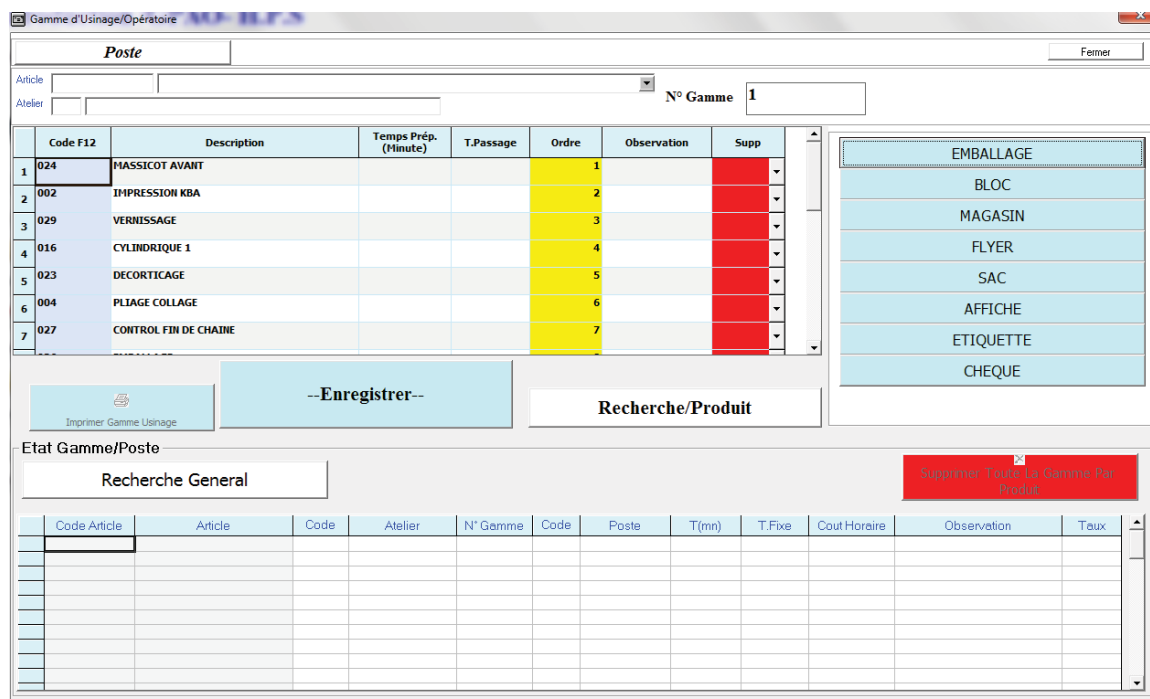 Gamme d'Usinage/Opératoire
Poste
Fermer
Article
Atelier
N° Gamme 1
Code F12 Description Temps Prép. (Minute) T.Passage Ordre Observation Supp
1 024 MASSICOT AVANT 1
2 002 IMPRESSION KBA 2
3 029 VERNISSAGE 3
4 016 CYLINDRIQUE 1 4
5 023 DECORTICAGE 5
6 004 PLIAGE COLLAGE 6
7 027 CONTROL FIN DE CHAINE 7
EMBALLAGE
BLOC
MAGASIN
FLYER
SAC
AFFICHE
ETIQUETTE
CHEQUE
Imprimer Gamme Usinage
--Enregistrer--
Recherche/Produit
Etat Gamme/Poste
Recherche General
Supprimer Toute La Gamme Par
Produit
Code Article Article Code Atelier N° Gamme Code Poste T(mn) T.Fixe Cout Horaire Observation Taux